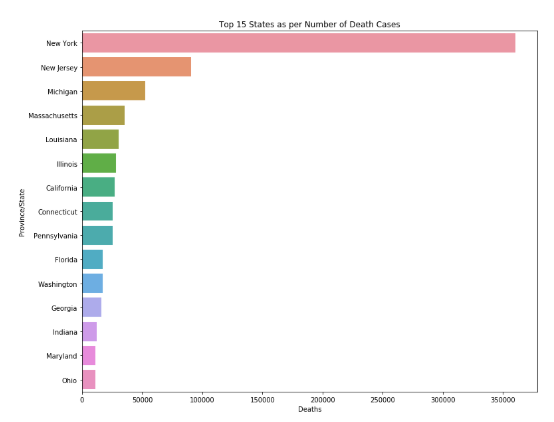 Top 15 States as per Number of Death Cases
Province/State
New York
New Jersey
Michigan
Massachusetts
Louisiana
Illinois
California
Connecticut
Pennsylvania
Florida
Washington
Georgia
Indiana
Maryland
Ohio
0 50000 100000 150000 200000 250000 300000 350000
Deaths